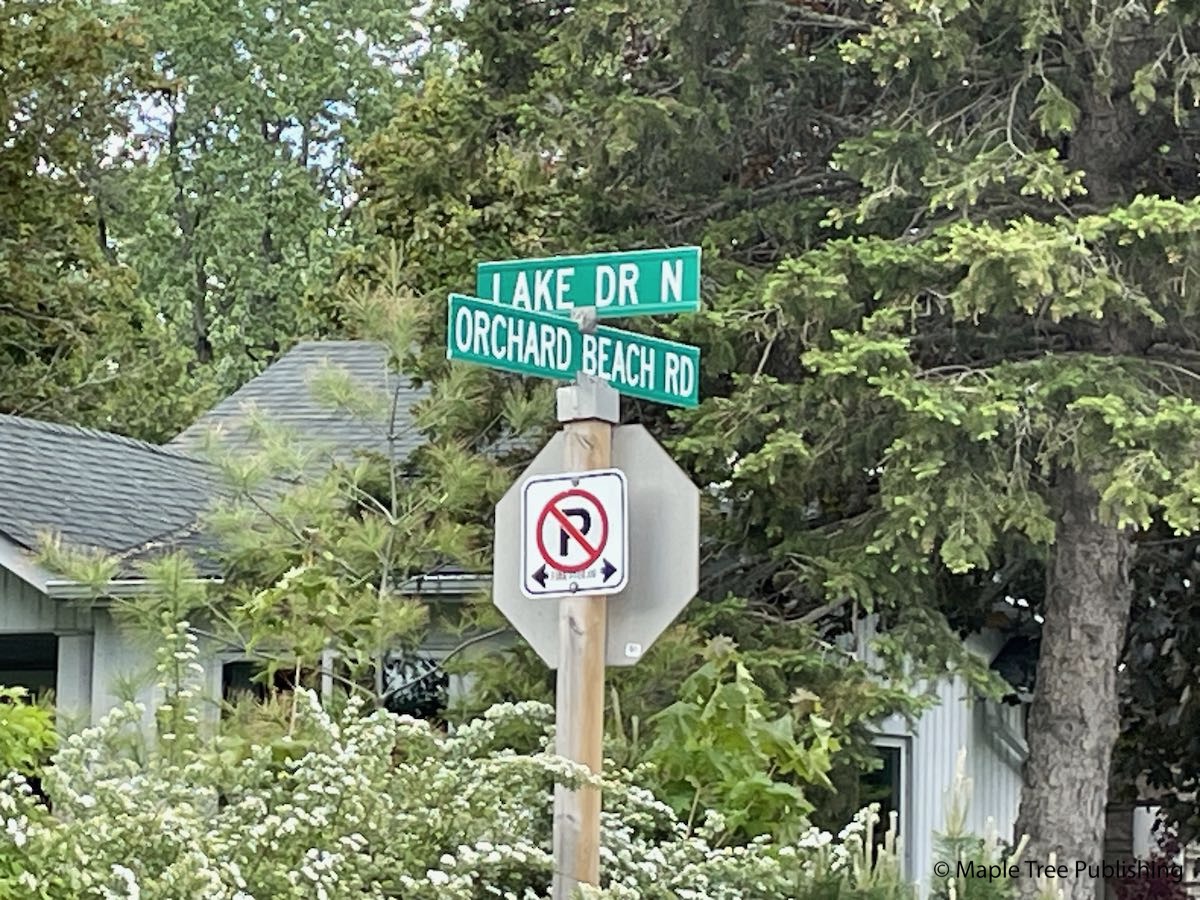 LAKE DR N
ORCHARD BEACH RD
P
© Maple Tree Publishing